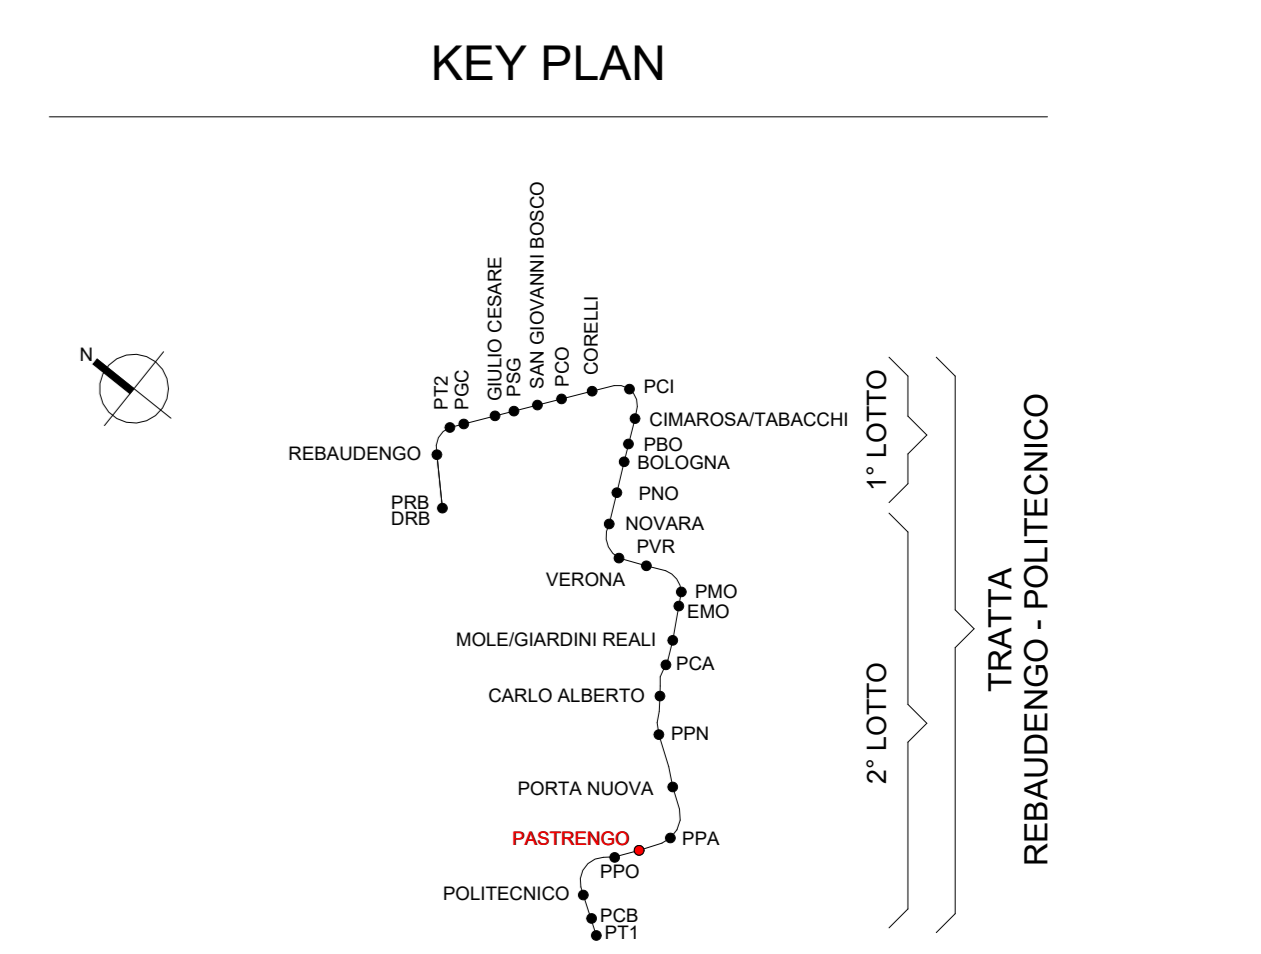 KEY PLAN
N
PT2
PGC
GIULIO CESARE
PSG
SAN GIOVANNI BOSCO
PCO
CORELLI
PCI
CIMAROSA/TABACCHI
PBO
BOLOGNA
REBAUDENGO
PRB
DRB
PNO
NOVARA
PVR
VERONA
PMO
EMO
MOLE/GIARDINI REALI
PCA
CARLO ALBERTO
PPN
PORTA NUOVA
PASTRENGO
PPA
PPO
POLITECNICO
PCB
PT1
1° LOTTO
2° LOTTO
TRATTA
REBAUDENGO - POLITECNICO